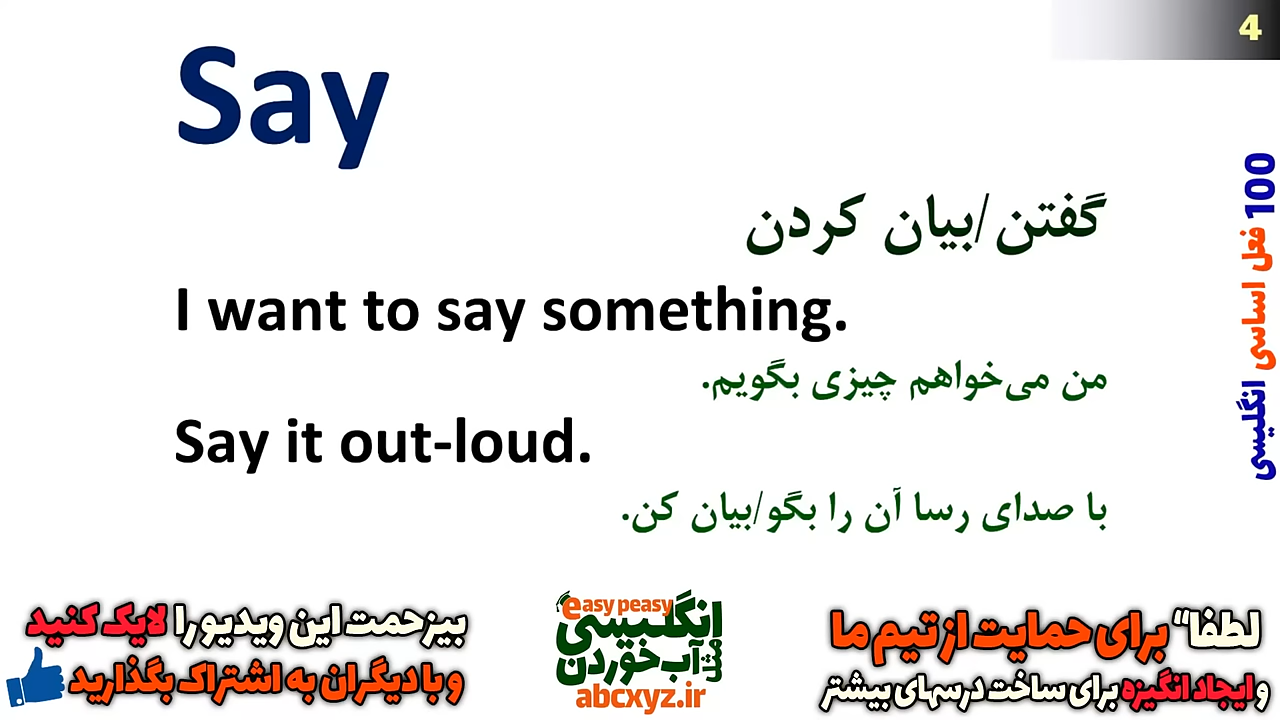 4
Say
گفتن/بیان کردن
I want to say something.
من می‌خواهم چیزی بگویم.
Say it out-loud.
با صدای رسا آن را بگو/بیان کن.
100 فعل اساسی انگلیسی
لطفا“ برای حمایت از تیم ما
و ایجاد انگیزه برای ساخت درسهای بیشتر
easy peasy
انگلیسی
مثل آب خوردن
abcxyz.ir
بیزحمت این ویدیو را لایک کنید
و با دیگران به اشتراک بگذارید